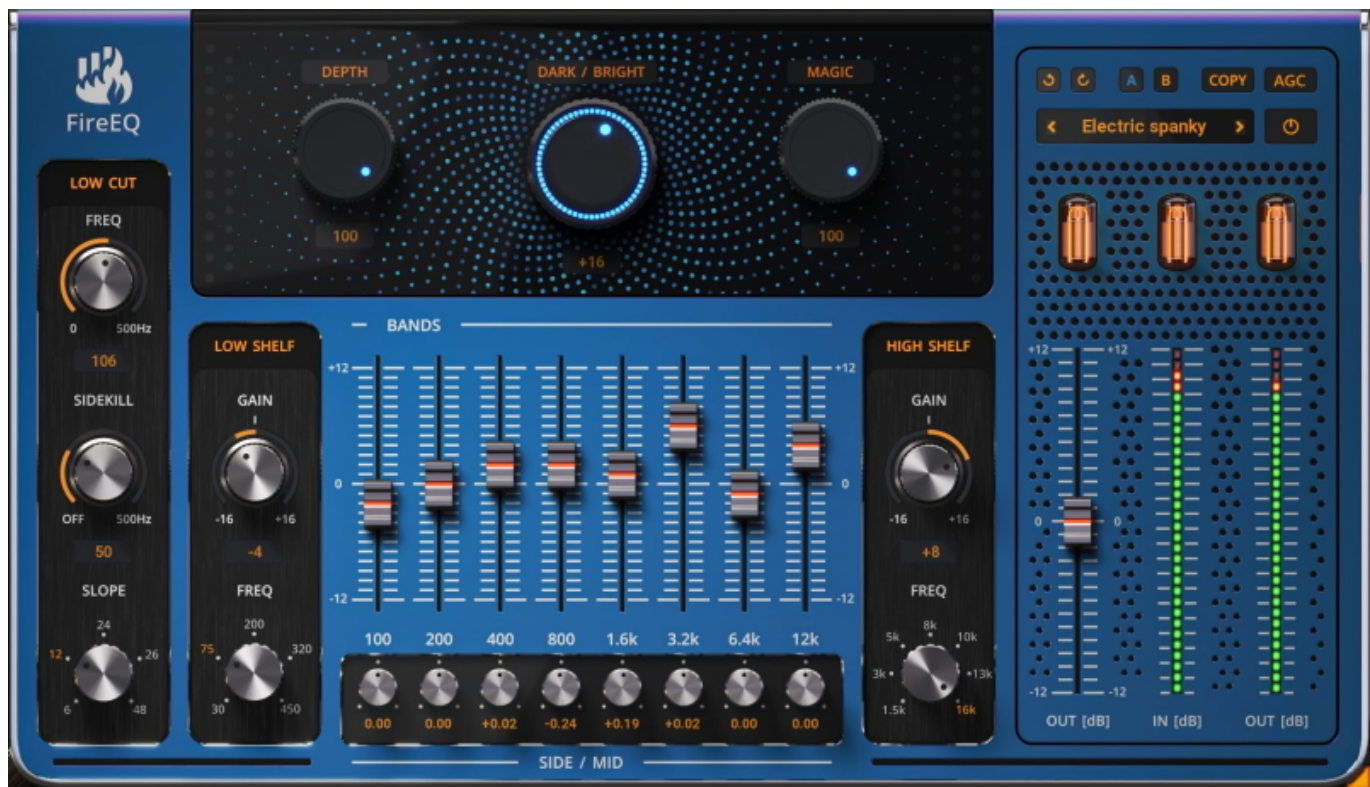 FireEQ
DEPTH
DARK / BRIGHT
MAGIC
100
+16
100
LOW CUT
FREQ
0 500Hz
106
SIDEKILL
OFF 500Hz
50
SLOPE
24
12 26
6 48
LOW SHELF
GAIN
-16 +16
-4
FREQ
200
75 320
30 450
BANDS
+12 +12
0 0
-12 -12
100 200 400 800 1.6k 3.2k 6.4k 12k
0.00 0.00 +0.02 -0.24 +0.19 +0.02 0.00 0.00
SIDE / MID
HIGH SHELF
GAIN
-16 +16
+8
FREQ
8k
5k 10k
3k 13k
1.5k 16k
A B COPY AGC
< Electric spanky >
+12 +12
0 0
-12 -12
OUT [dB] IN [dB] OUT [dB]